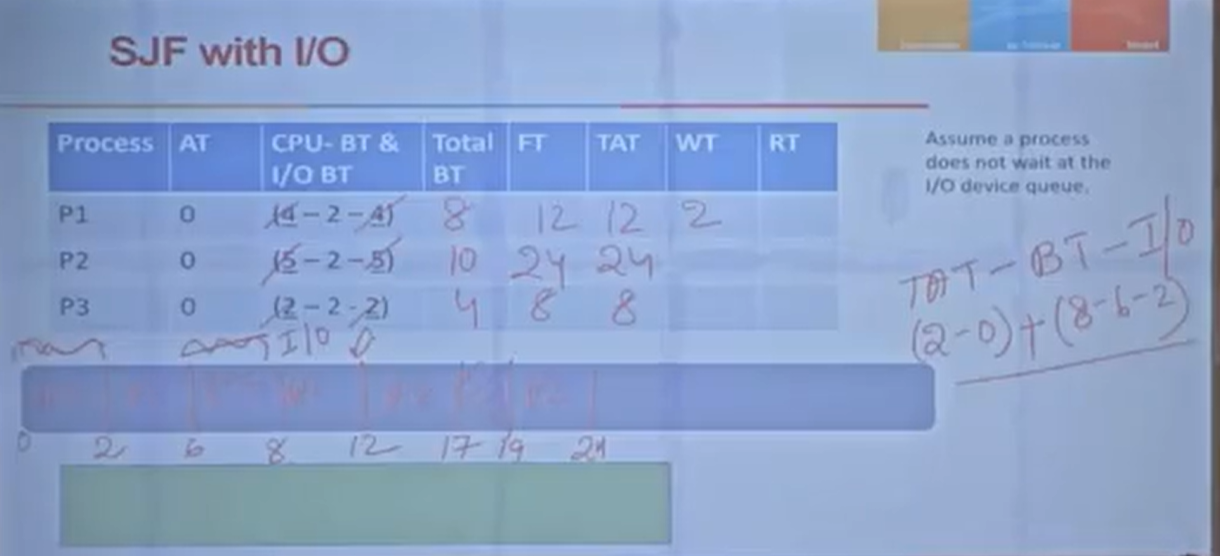 SJF with I/O
Process AT CPU- BT & I/O BT Total BT FT TAT WT RT
P1 0 (4 – 2 – 4) 8 12 12 2
P2 0 (5 – 2 – 5) 10 24 24
P3 0 (2 – 2 - 2) 4 8 8
Assume a process
does not wait at the
I/O device queue.
TAT - BT - I/O
(2-0)+(8-6-2)
I/O
0 2 6 8 12 17 19 24